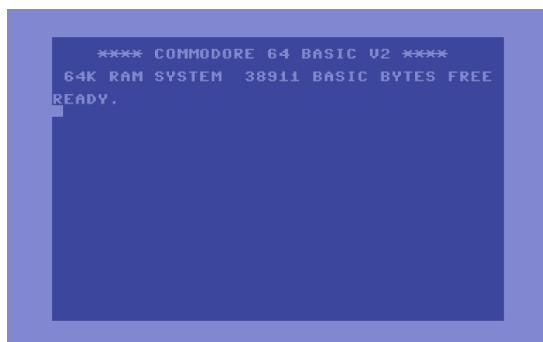 **** COMMODORE 64 BASIC V2 ****
64K RAM SYSTEM  38911 BASIC BYTES FREE
READY.